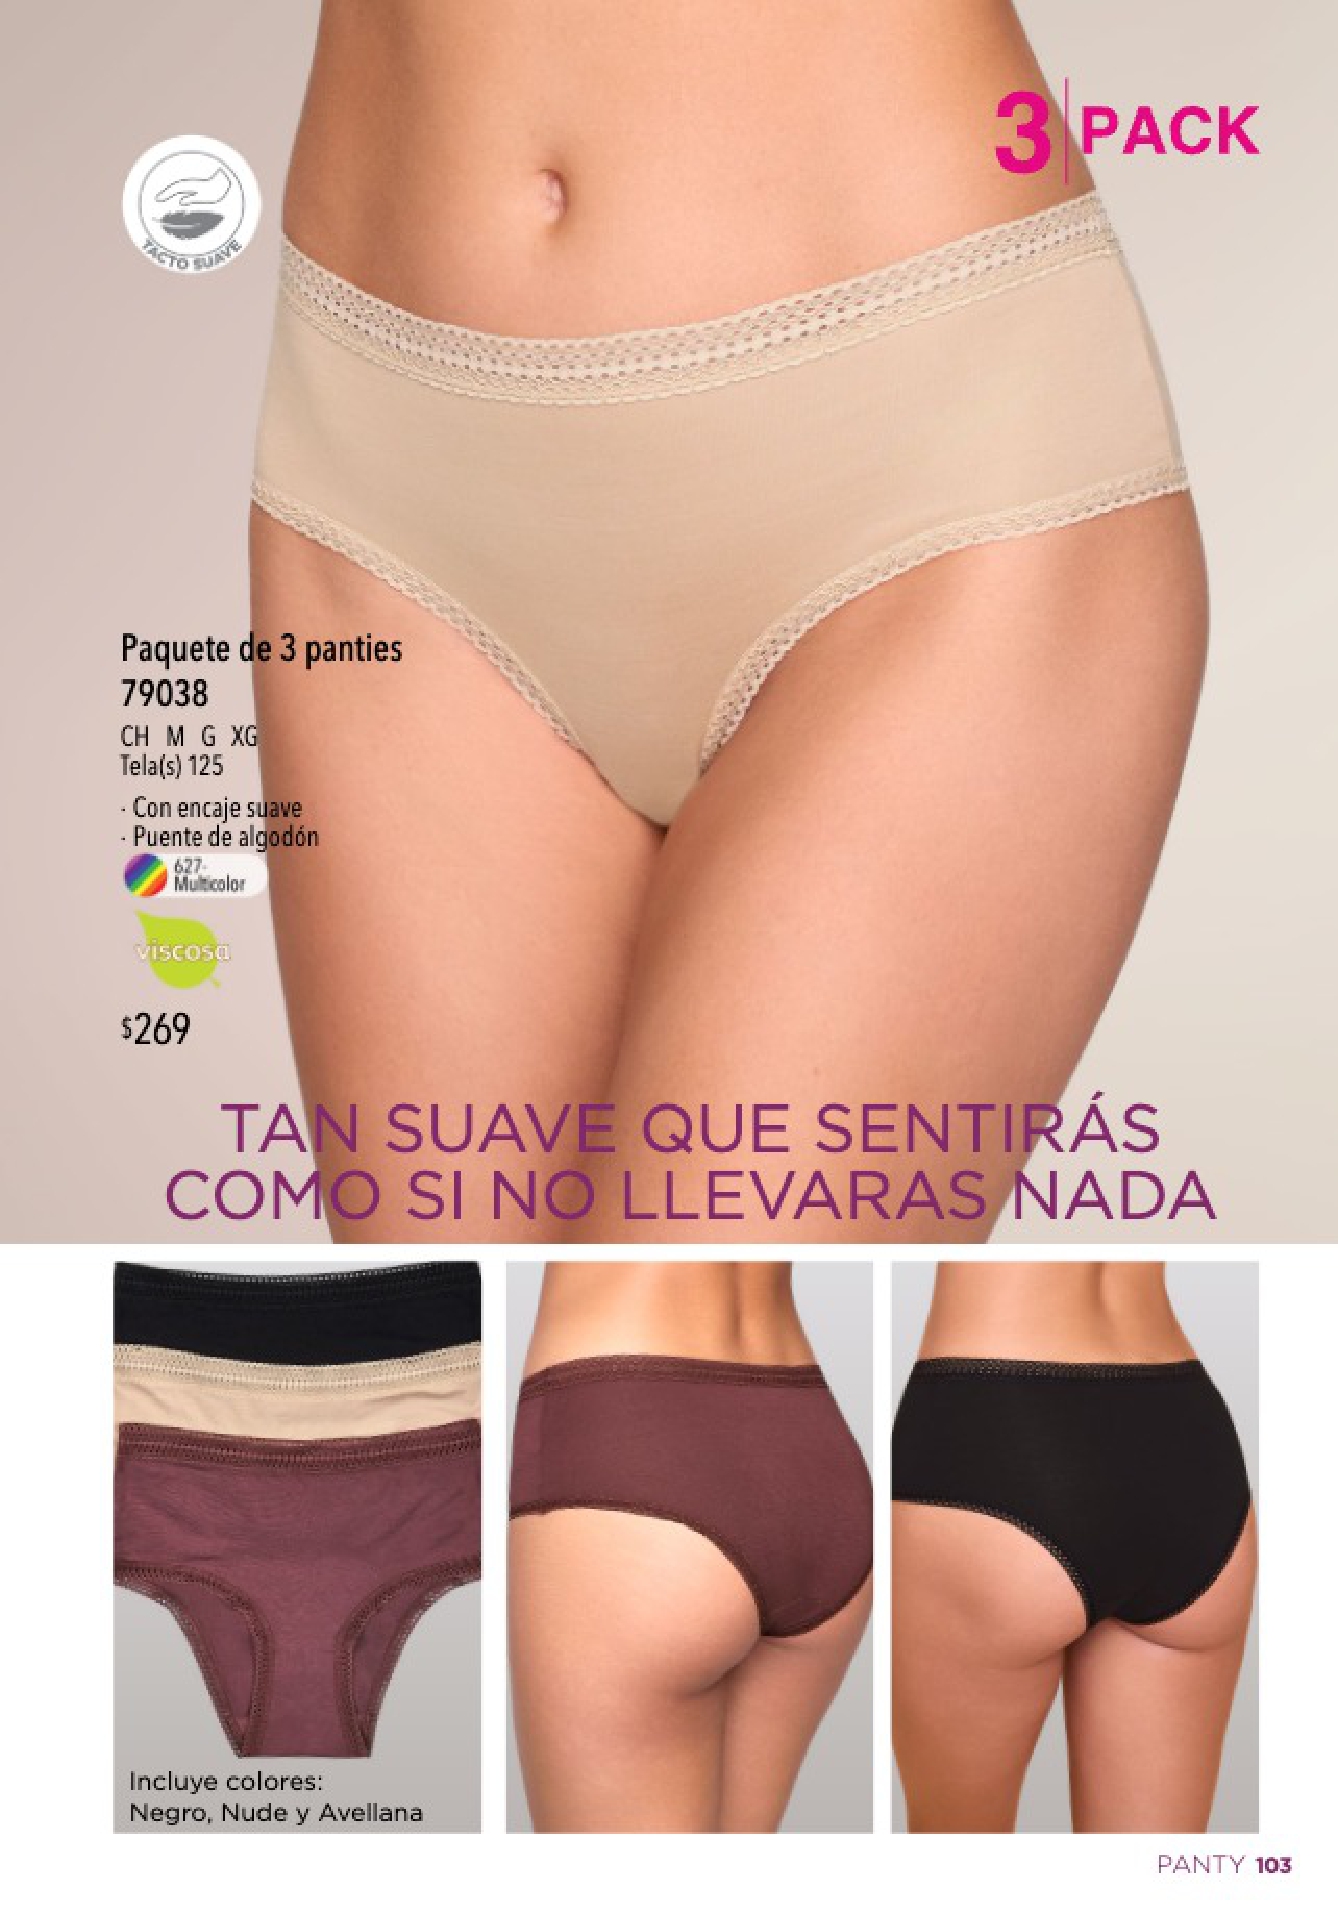 3 PACK
TACTO SUAVE
Paquete de 3 panties
79038
CH M G XG
Tela(s) 125
· Con encaje suave
· Puente de algodón
627-
Multicolor
viscosa
$269
TAN SUAVE QUE SENTIRÁS
COMO SI NO LLEVARAS NADA
Incluye colores:
Negro, Nude y Avellana
PANTY 103